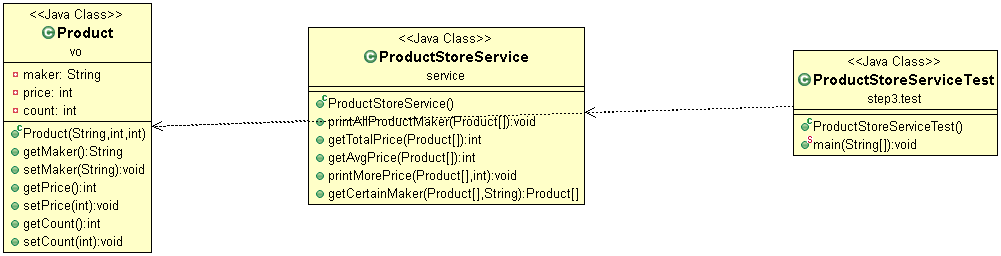 <<Java Class>>
Product
vo
maker: String
price: int
count: int
Product(String,int,int)
getMaker():String
setMaker(String):void
getPrice():int
setPrice(int):void
getCount():int
setCount(int):void
<<Java Class>>
ProductStoreService
service
ProductStoreService()
printAllProductMaker(Product[]):void
getTotalPrice(Product[]):int
getAvgPrice(Product[]):int
printMorePrice(Product[],int):void
getCertainMaker(Product[],String):Product[]
<<Java Class>>
ProductStoreServiceTest
step3.test
ProductStoreServiceTest()
main(String[]):void